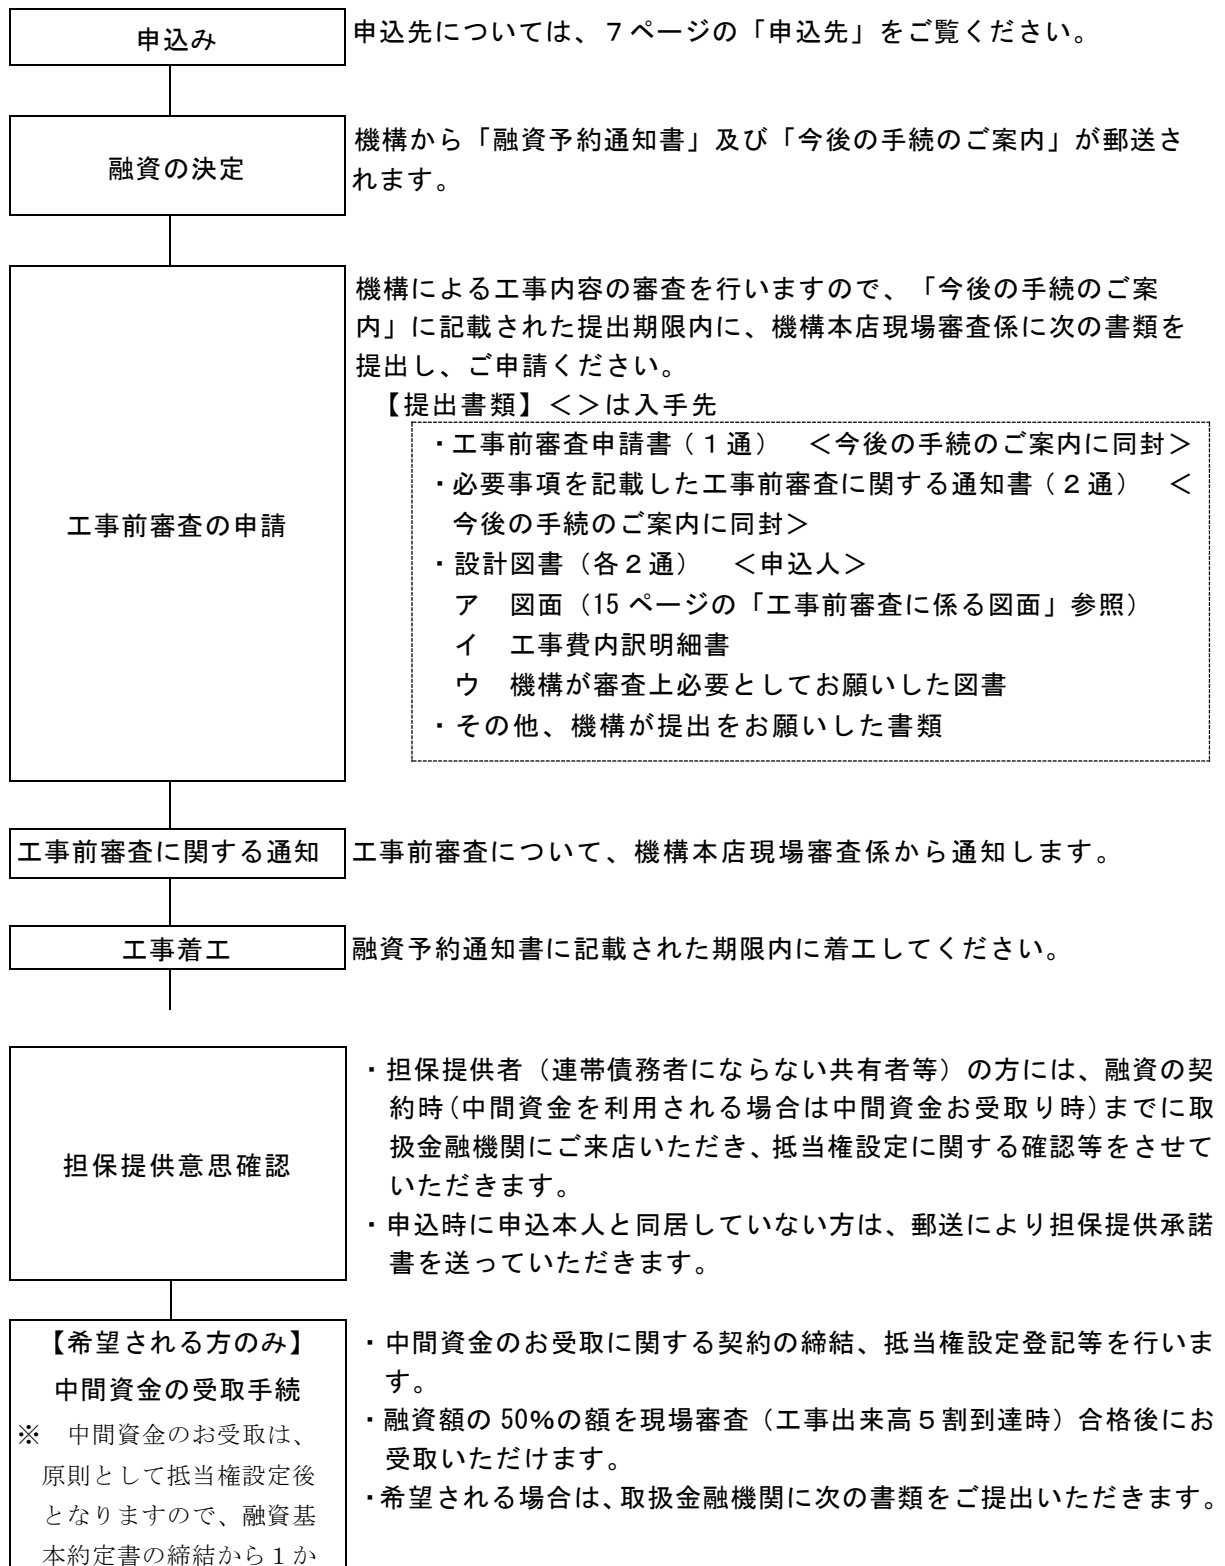 申込み
申込先については、７ページの「申込先」をご覧ください。
融資の決定
機構から「融資予約通知書」及び「今後の手続のご案内」が郵送さ
れます。
工事前審査の申請
機構による工事内容の審査を行いますので、「今後の手続のご案
内」に記載された提出期限内に、機構本店現場審査係に次の書類を
提出し、ご申請ください。
【提出書類】＜＞は入手先
・工事前審査申請書（１通）　＜今後の手続のご案内に同封＞
・必要事項を記載した工事前審査に関する通知書（２通）　＜
今後の手続のご案内に同封＞
・設計図書（各２通）　＜申込人＞
ア　図面（15 ページの「工事前審査に係る図面」参照）
イ　工事費内訳明細書
ウ　機構が審査上必要としてお願いした図書
・その他、機構が提出をお願いした書類
工事前審査に関する通知
工事前審査について、機構本店現場審査係から通知します。
工事着工
融資予約通知書に記載された期限内に着工してください。
担保提供意思確認
・担保提供者（連帯債務者にならない共有者等）の方には、融資の契
約時(中間資金を利用される場合は中間資金お受取り時)までに取
扱金融機関にご来店いただき、抵当権設定に関する確認等をさせて
いただきます。
・申込時に申込本人と同居していない方は、郵送により担保提供承諾
書を送っていただきます。
【希望される方のみ】
中間資金の受取手続
※　中間資金のお受取は、
原則として抵当権設定後
となりますので、融資基
本約定書の締結から１か
・中間資金のお受取に関する契約の締結、抵当権設定登記等を行いま
す。
・融資額の 50％の額を現場審査（工事出来高５割到達時）合格後にお
受取いただけます。
・希望される場合は、取扱金融機関に次の書類をご提出いただきます。